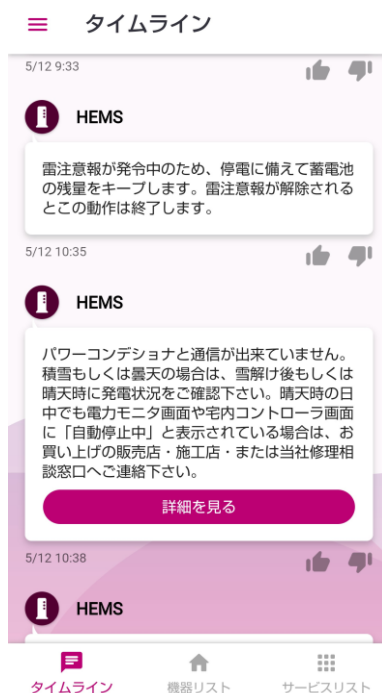 タイムライン
5/12 9:33
HEMS
雷注意報が発令中のため、停電に備えて蓄電池
の残量をキープします。雷注意報が解除される
とこの動作は終了します。
5/12 10:35
HEMS
パワーコンデショナと通信が出来ていません。
積雪もしくは曇天の場合は、雪解け後もしくは
晴天時に発電状況をご確認下さい。晴天時の日
中でも電力モニタ画面や宅内コントローラ画面
に「自動停止中」と表示されている場合は、お
買い上げの販売店・施工店・または当社修理相
談窓口へご連絡下さい。
詳細を見る
5/12 10:38
HEMS
タイムライン
機器リスト
サービスリスト